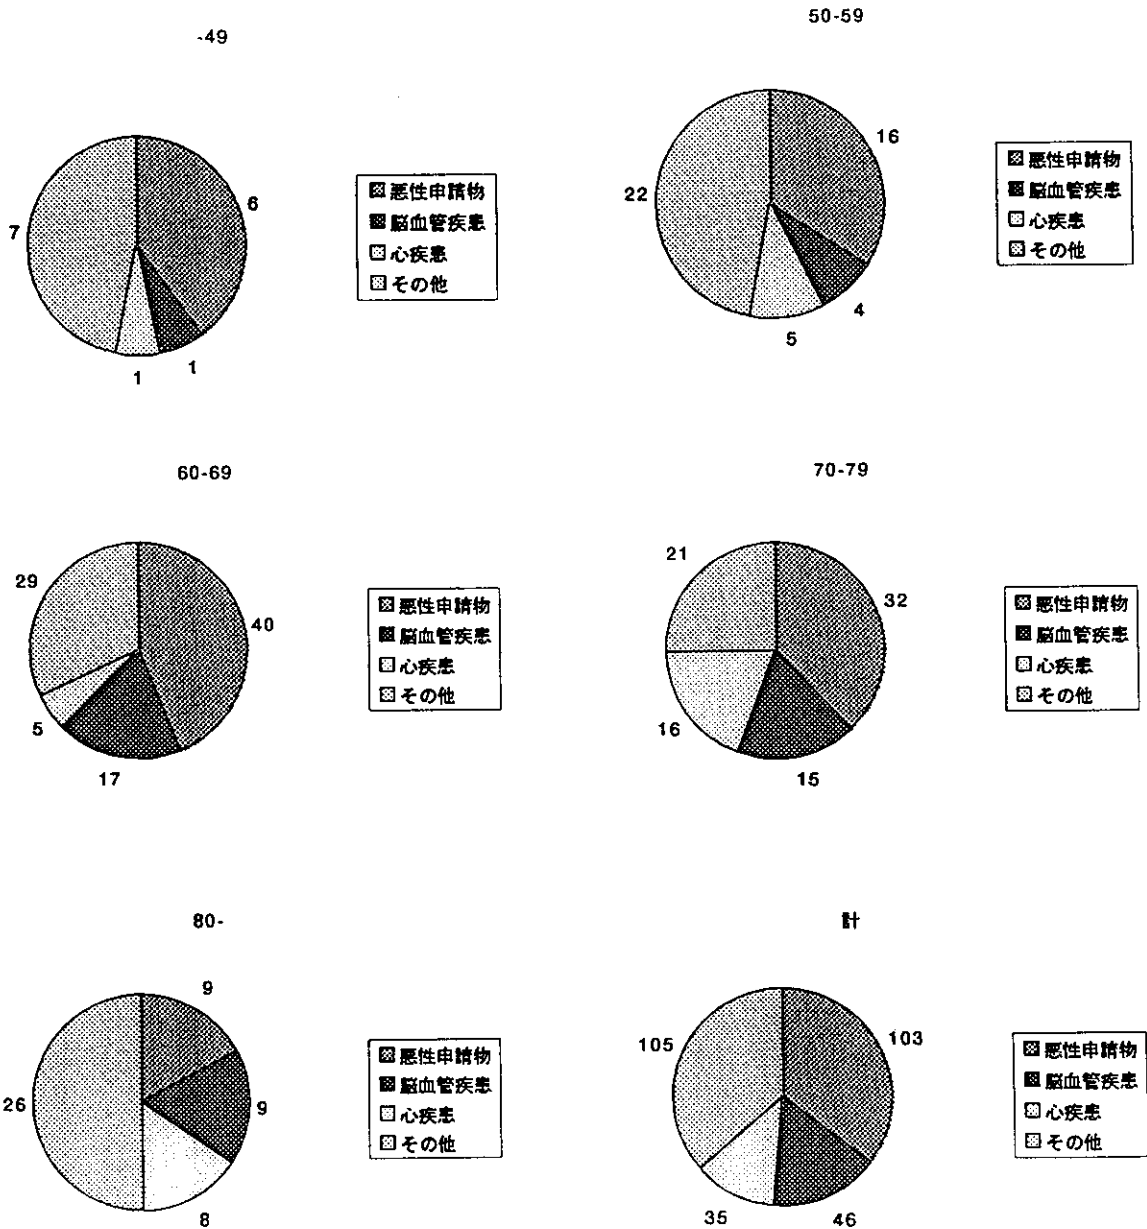 -49
6
1
1
7
悪性申請物
脳血管疾患
心疾患
その他
50-59
16
4
5
22
悪性申請物
脳血管疾患
心疾患
その他
60-69
40
17
5
29
悪性申請物
脳血管疾患
心疾患
その他
70-79
32
15
16
21
悪性申請物
脳血管疾患
心疾患
その他
80-
9
9
8
26
悪性申請物
脳血管疾患
心疾患
その他
計
103
46
35
105
悪性申請物
脳血管疾患
心疾患
その他